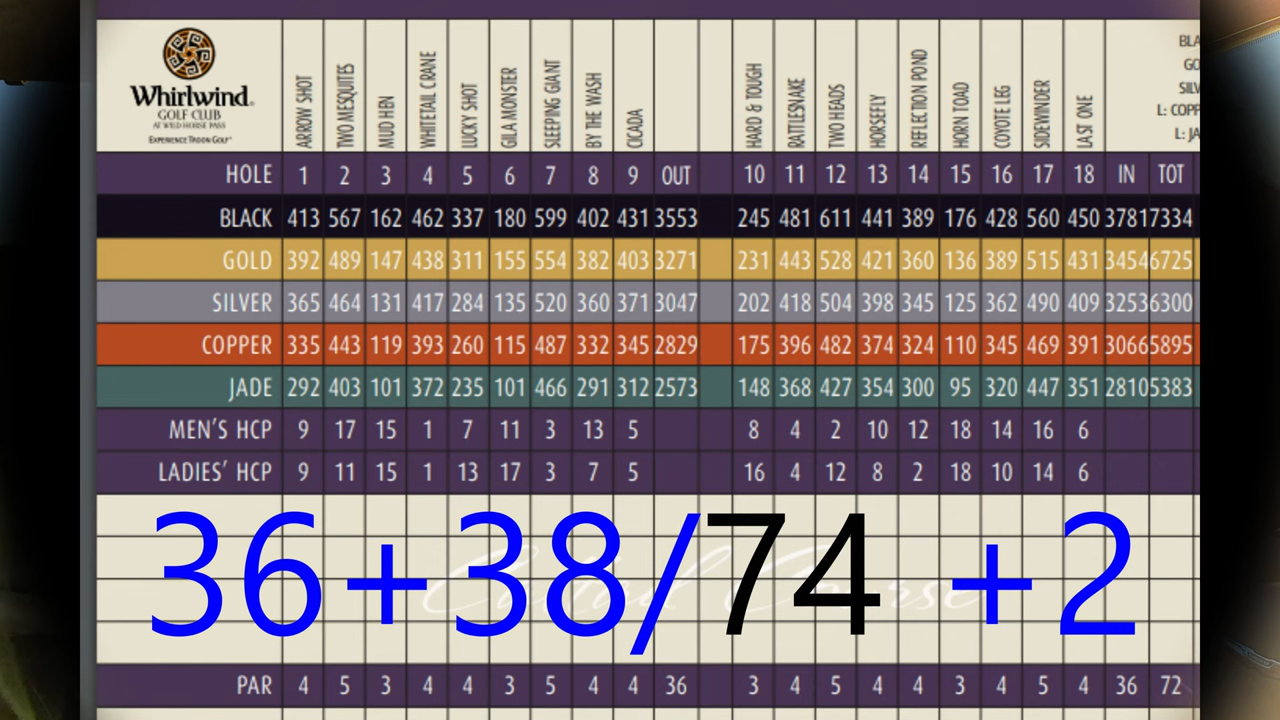 Whirlwind®
GOLF CLUB
AT WILD HORSE PASS
EXPERIENCE TROON GOLF™
ARROW SHOT
TWO MESQUITES
MUD HEN
WHITETAIL CRANE
LUCKY SHOT
GILA MONSTER
SLEEPING GIANT
BY THE WASH
CICADA
HARD & TOUGH
RATTLESNAKE
TWO HEADS
HORSEFLY
REFLECTION POND
HORN TOAD
COYOTE LEG
SIDEWINDER
LAST ONE
BLA
GO
SILV
L: COPP
L: JA
HOLE 1 2 3 4 5 6 7 8 9 OUT 10 11 12 13 14 15 16 17 18 IN TOT
BLACK 413 567 162 462 337 180 599 402 431 3553 245 481 611 441 389 176 428 560 450 3781 7334
GOLD 392 489 147 438 311 155 554 382 403 3271 231 443 528 421 360 136 389 515 431 3454 6725
SILVER 365 464 131 417 284 135 520 360 371 3047 202 418 504 398 345 125 362 490 409 3253 6300
COPPER 335 443 119 393 260 115 487 332 345 2829 175 396 482 374 324 110 345 469 391 3066 5895
JADE 292 403 101 372 235 101 466 291 312 2573 148 368 427 354 300 95 320 447 351 2810 5383
MEN'S HCP 9 17 15 1 7 11 3 13 5 8 4 2 10 12 18 14 16 6
LADIES' HCP 9 11 15 1 13 17 3 7 5 16 4 12 8 2 18 10 14 6
36+38/74 +2
Course
PAR 4 5 3 4 4 3 5 4 4 36 3 4 5 4 4 3 4 5 4 36 72